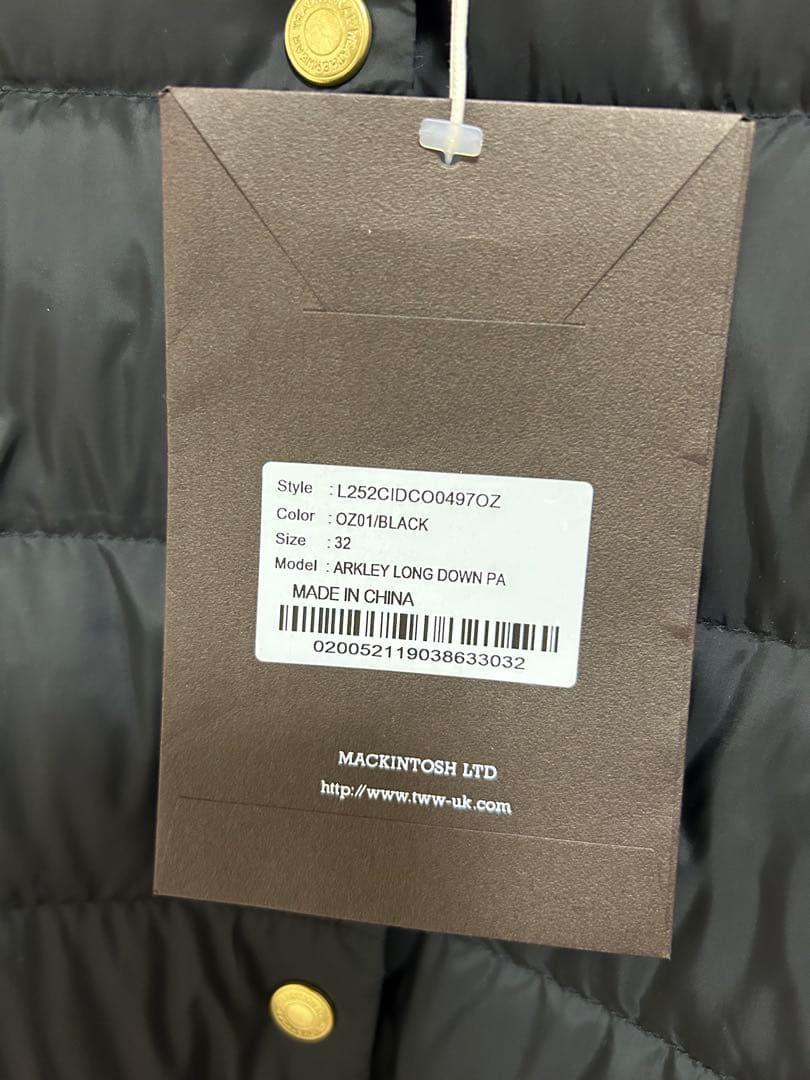 Style : L252CIDCO0497OZ
Color : OZ01/BLACK
Size : 32
Model : ARKLEY LONG DOWN PA
MADE IN CHINA
020052119038633032
MACKINTOSH LTD
http://www.tww-uk.com